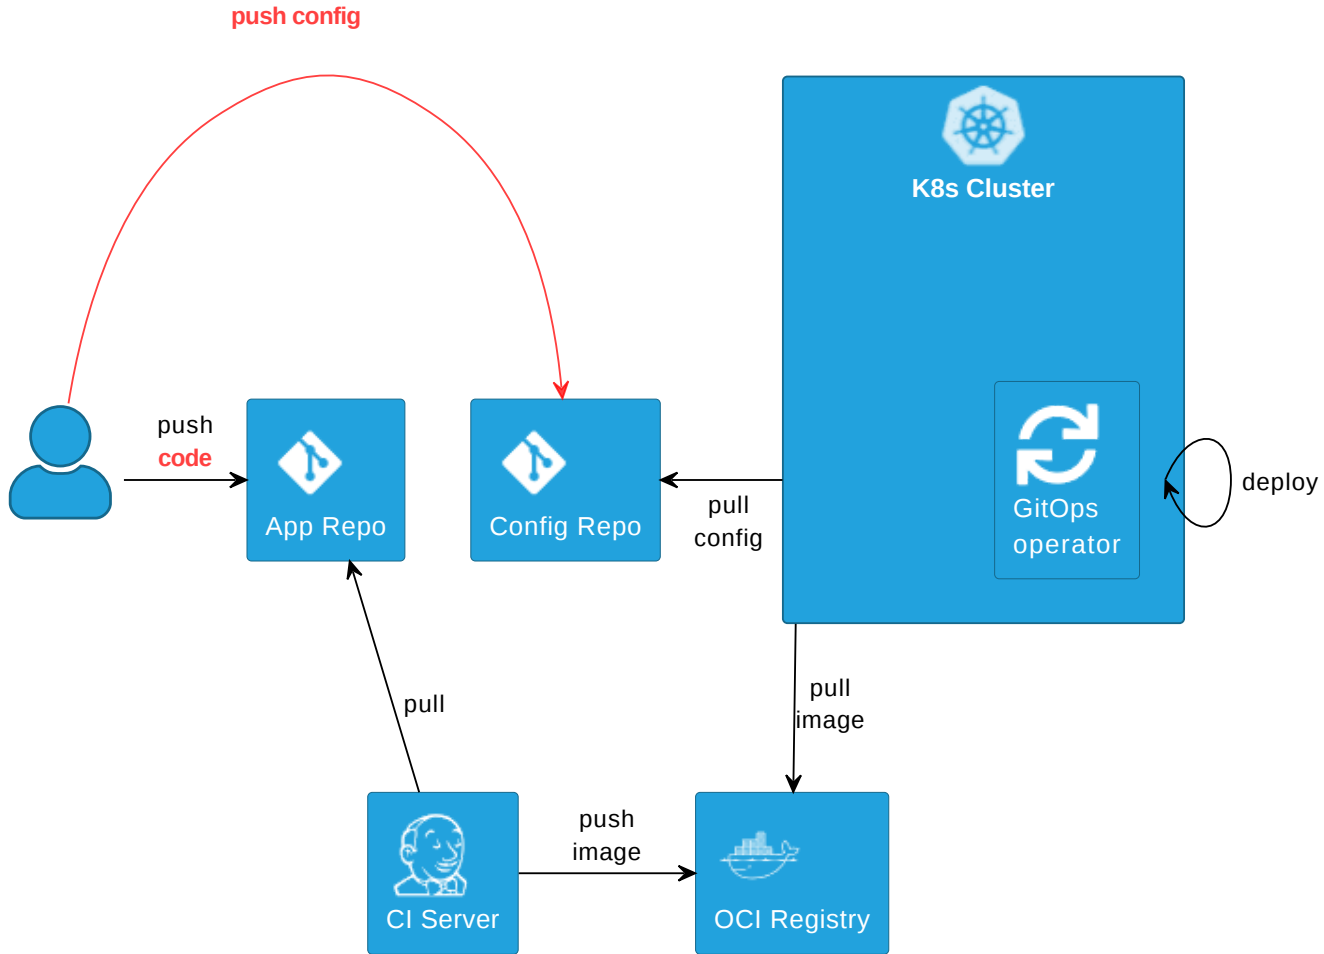 push config
K8s Cluster
push
code
App Repo
Config Repo
pull
config
GitOps
operator
deploy
pull
pull
image
CI Server
push
image
OCI Registry